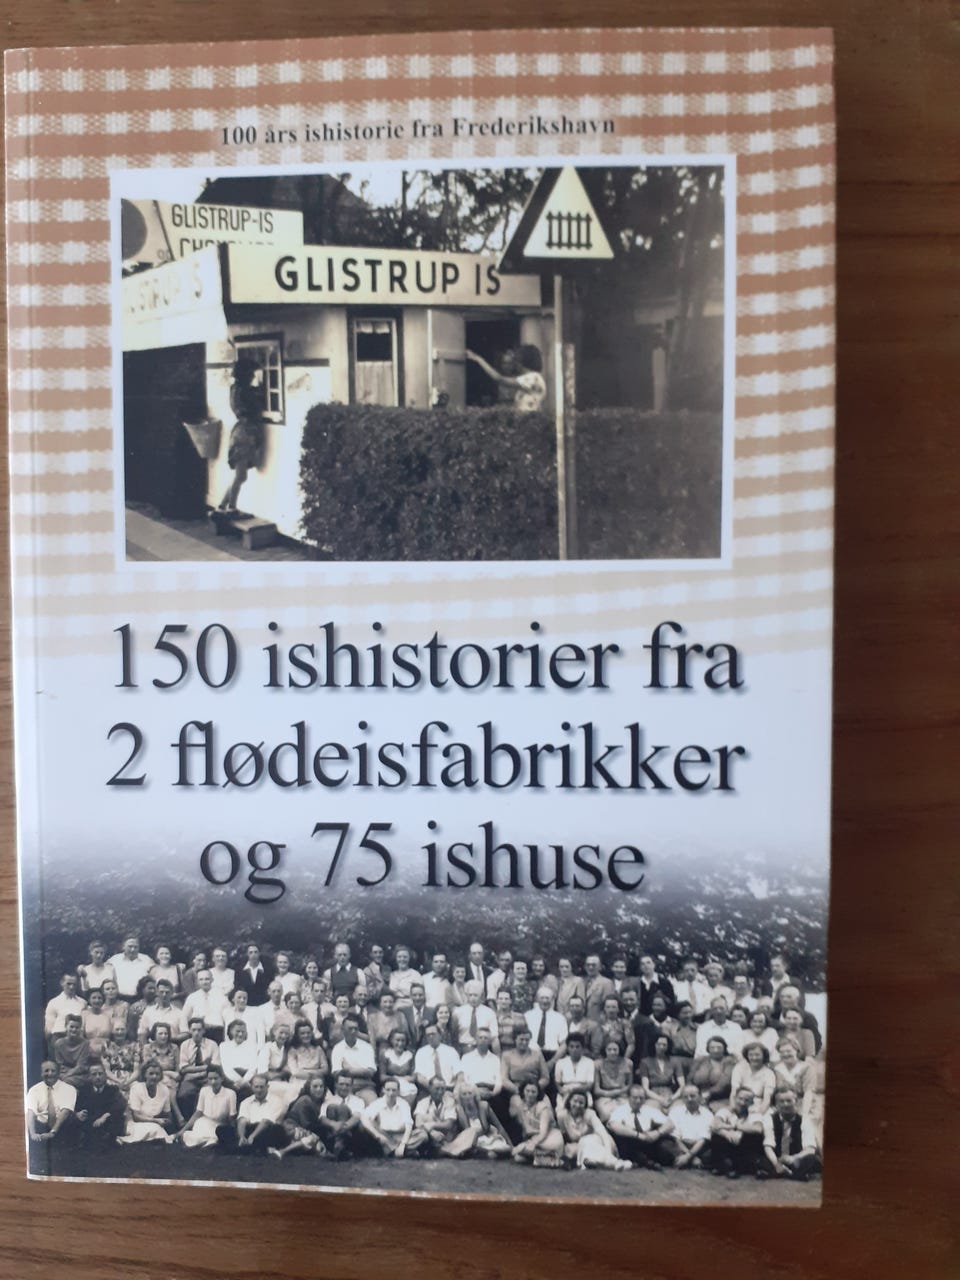 100 års ishistorie fra Frederikshavn
GLISTRUP-IS
GLISTRUP IS
150 ishistorier fra
2 flødeisfabrikker
og 75 ishuse